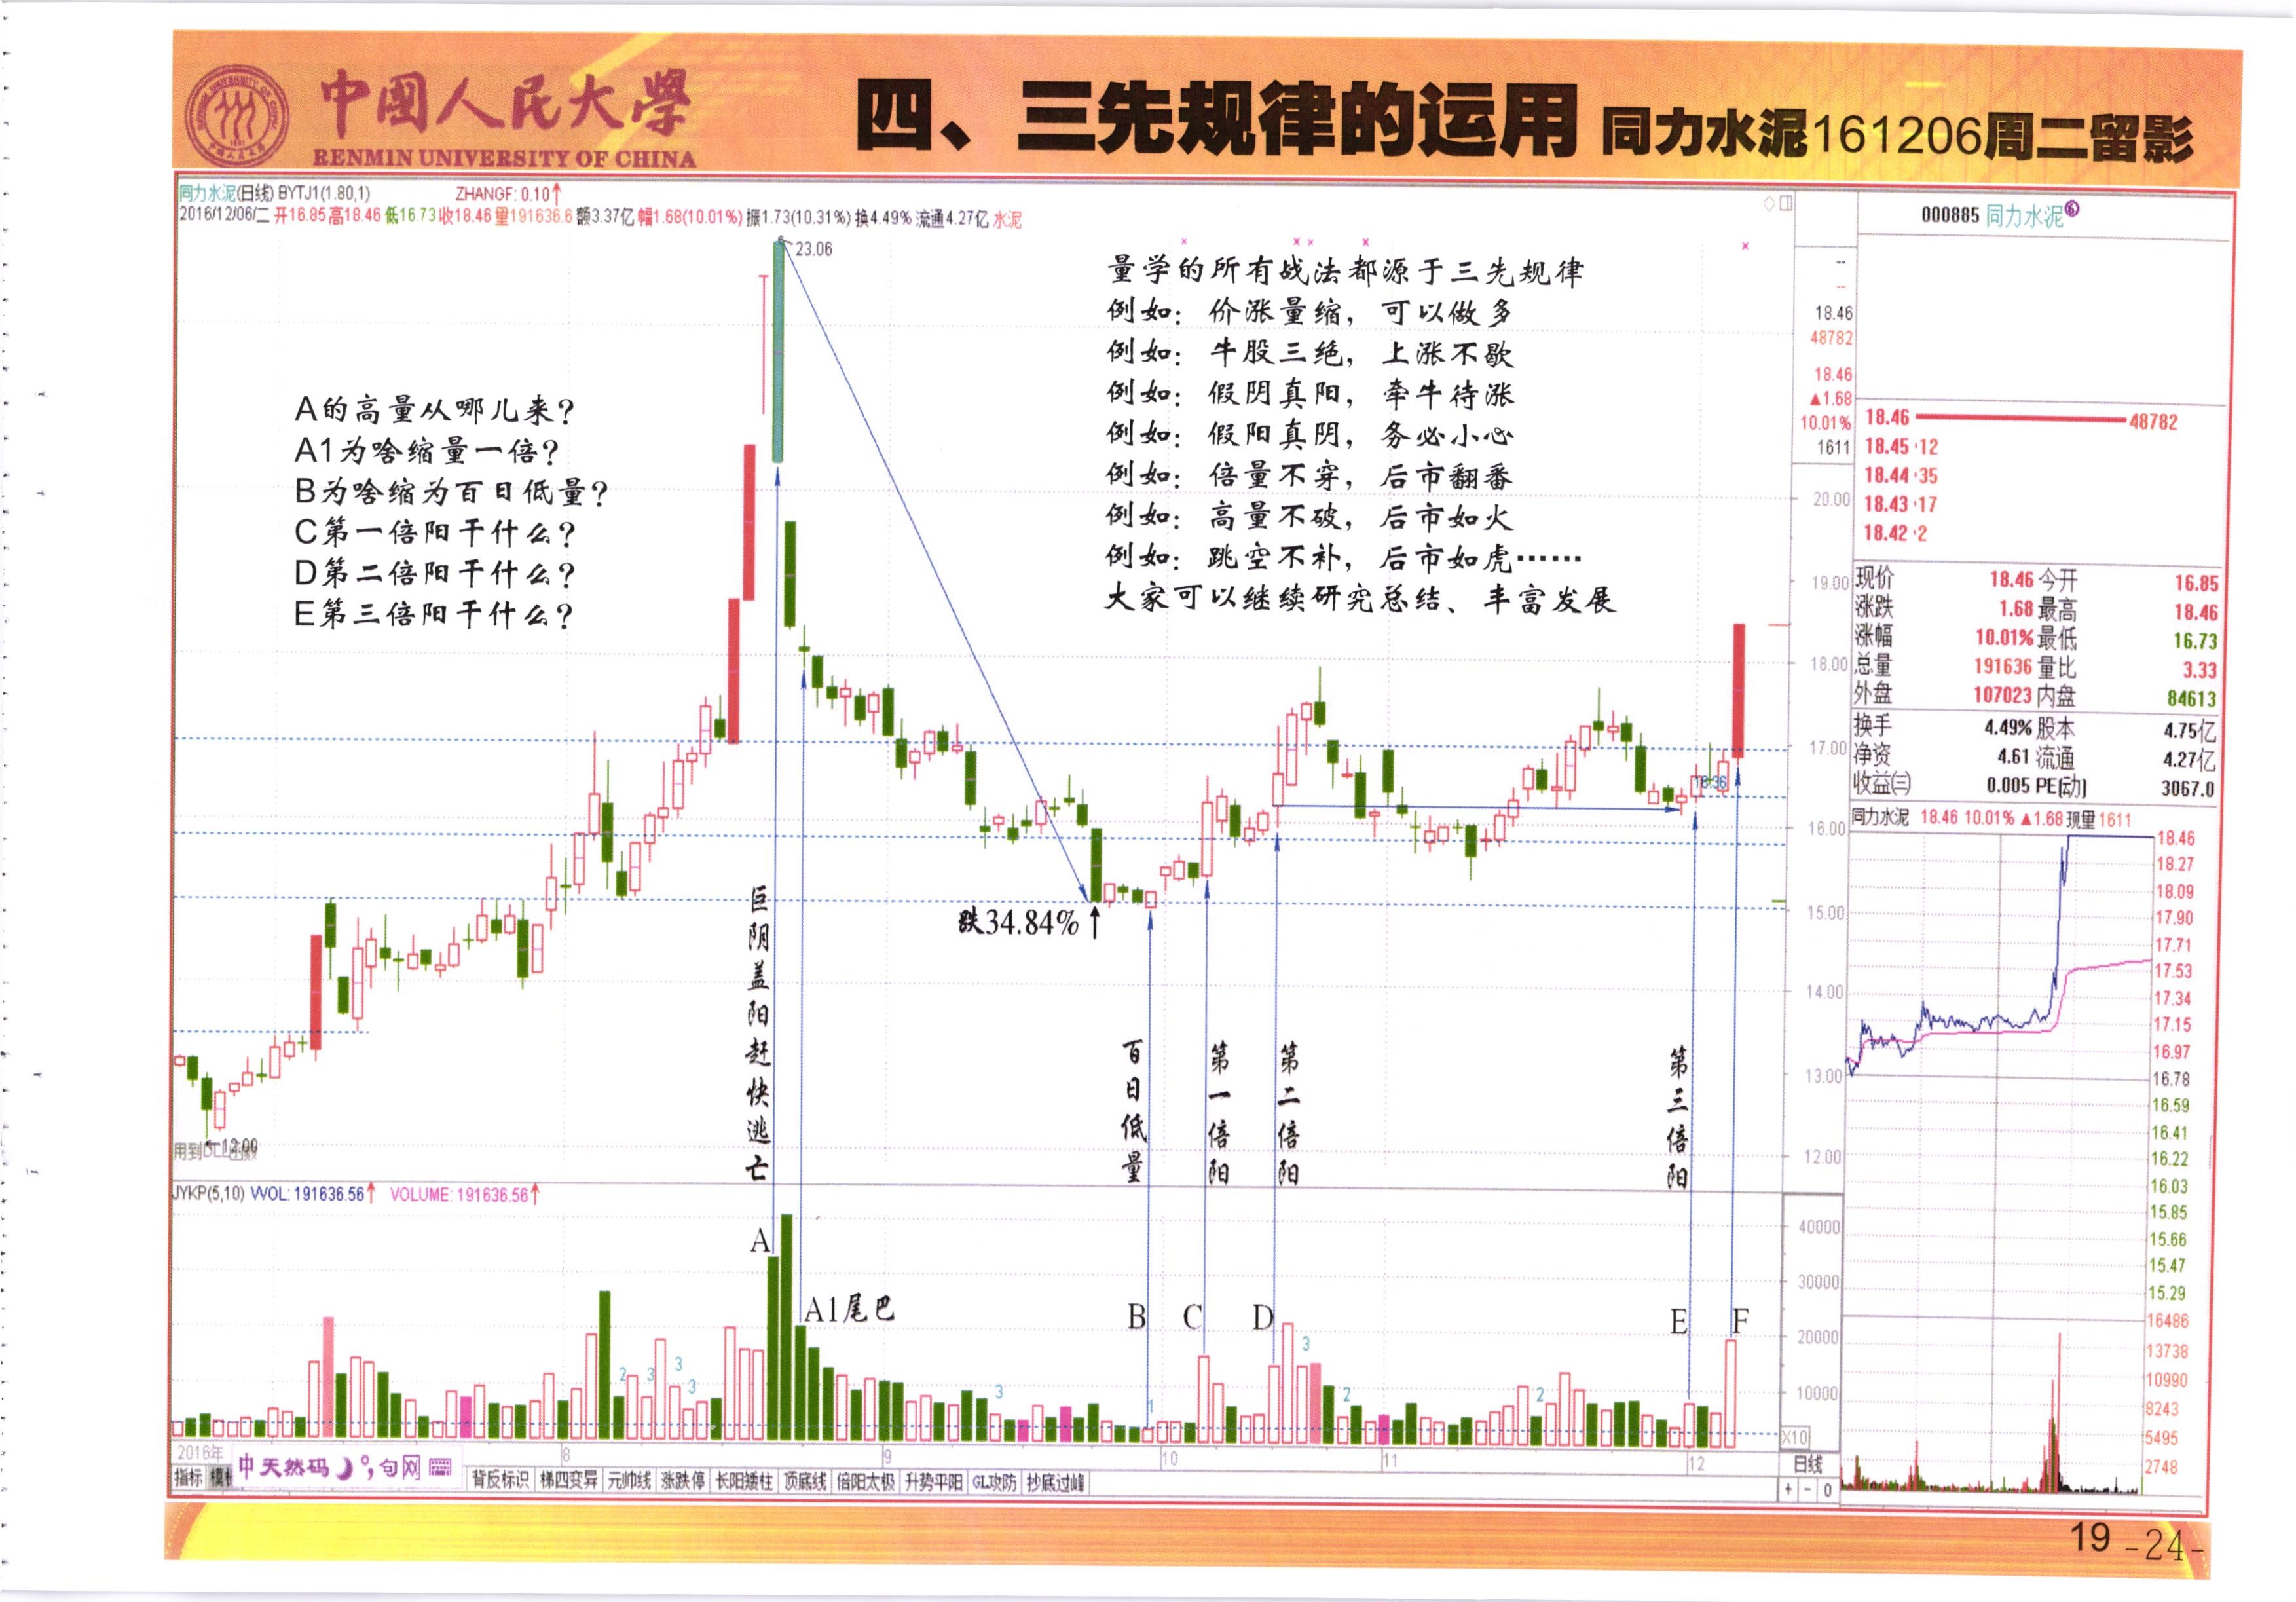 中國人民大學
RENMIN UNIVERSITY OF CHINA
四、三先规律的运用 同力水泥161206周二留影
同力水泥(日线) BYTJ1(1.80,1) ZHANGF: 0.10↑
2016/12/06/二 开16.85 高18.46 低16.73 收18.46 量191636.6 额3.37亿 幅1.68(10.01%) 振1.73(10.31%) 换4.49% 流通4.27亿 水泥
23.06
量学的所有战法都源于三先规律
例如：价涨量缩，可以做多
例如：牛股三绝，上涨不歇
例如：假阴真阳，牵牛待涨
例如：假阳真阴，务必小心
例如：倍量不穿，后市翻番
例如：高量不破，后市如火
例如：跳空不补，后市如虎……
大家可以继续研究总结、丰富发展
A的高量从哪儿来？
A1为啥缩量一倍？
B为啥缩为百日低量？
C第一倍阳干什么？
D第二倍阳干什么？
E第三倍阳干什么？
巨阴盖阳赶快逃亡
跌34.84%↑
百日低量
第一倍阳
第二倍阳
第三倍阳
16.36
12.00
--
--
18.46
48782
18.46
▲1.68
10.01%
1611
20.00
19.00
18.00
17.00
16.00
15.00
14.00
13.00
12.00
JYKP(5,10) VVOL: 191636.56↑ VOLUME: 191636.56↑
A
A1尾巴
B
C
D
E
F
2
3
3
3
3
1
3
2
2
40000
30000
20000
10000
X10
2016年
8
9
10
11
12
日线
中天然码
句网
指标
背反标识
梯四变异
元帅线
涨跌停
长阳矮柱
顶底线
倍阳太极
升势平阳
GL攻防
抄底过峰
+ - 0
000885 同力水泥
18.46 48782
18.45 12
18.44 35
18.43 17
18.42 2
现价 18.46 今开 16.85
涨跌 1.68 最高 18.46
涨幅 10.01% 最低 16.73
总量 191636 量比 3.33
外盘 107023 内盘 84613
换手 4.49% 股本 4.75亿
净资 4.61 流通 4.27亿
收益(三) 0.005 PE(动) 3067.0
同力水泥 18.46 10.01% ▲1.68 现量1611
18.46
18.27
18.09
17.90
17.71
17.53
17.34
17.15
16.97
16.78
16.59
16.41
16.22
16.03
15.85
15.66
15.47
15.29
16486
13738
10990
8243
5495
2748
19 -24-